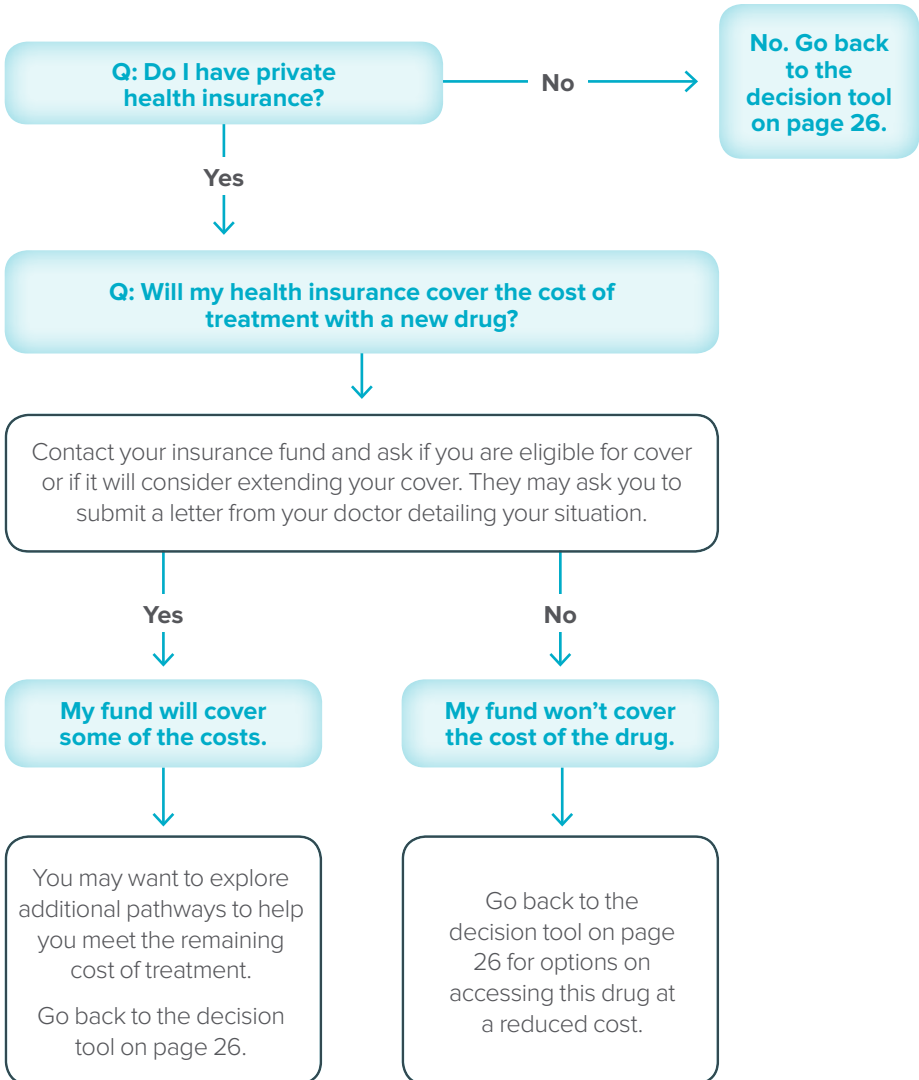 Q: Do I have private
health insurance?
No
No. Go back
to the
decision tool
on page 26.
Yes
Q: Will my health insurance cover the cost of
treatment with a new drug?
Contact your insurance fund and ask if you are eligible for cover
or if it will consider extending your cover. They may ask you to
submit a letter from your doctor detailing your situation.
Yes
No
My fund will cover
some of the costs.
My fund won’t cover
the cost of the drug.
You may want to explore
additional pathways to help
you meet the remaining
cost of treatment.
Go back to the decision
tool on page 26.
Go back to the
decision tool on page
26 for options on
accessing this drug at
a reduced cost.